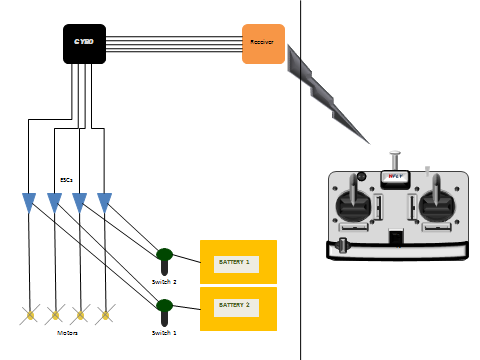 GYRO
Receiver
ESCs
BATTERY 1
Switch 2
BATTERY 2
Switch 1
Motors